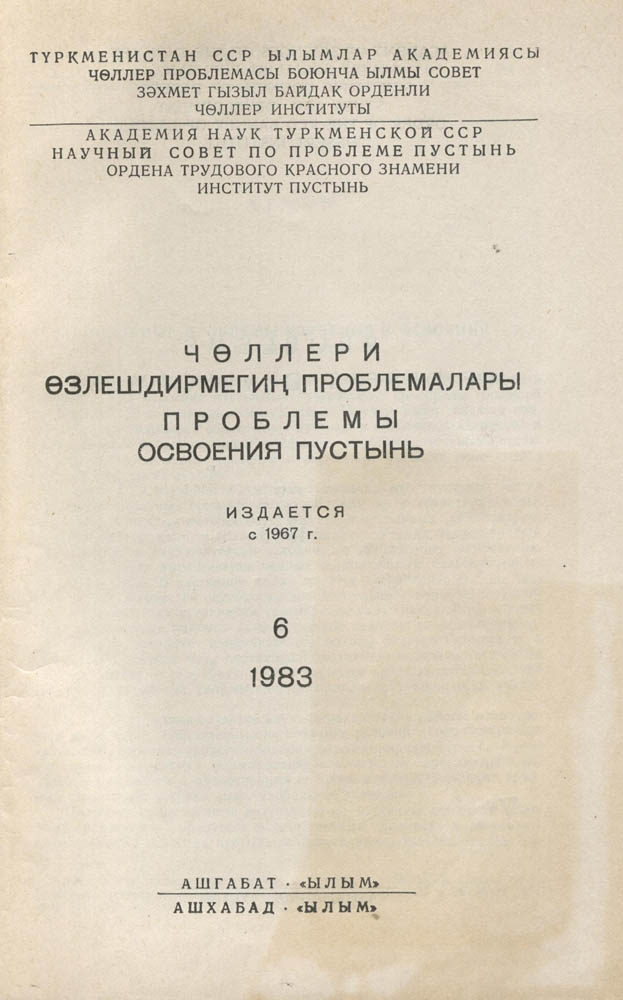 ТҮРКМЕНИСТАН ССР ЫЛЫМЛАР АКАДЕМИЯСЫ
ЧӨЛЛЕР ПРОБЛЕМАСЫ БОЮНЧА ЫЛМЫ СОВЕТ
ЗӘХМЕТ ГЫЗЫЛ БАЙДАК ОРДЕНЛИ
ЧӨЛЛЕР ИНСТИТУТЫ
АКАДЕМИЯ НАУК ТУРКМЕНСКОЙ ССР
НАУЧНЫЙ СОВЕТ ПО ПРОБЛЕМЕ ПУСТЫНЬ
ОРДЕНА ТРУДОВОГО КРАСНОГО ЗНАМЕНИ
ИНСТИТУТ ПУСТЫНЬ
ЧӨЛЛЕРИ
ӨЗЛЕШДИРМЕГИҢ ПРОБЛЕМАЛАРЫ
ПРОБЛЕМЫ
ОСВОЕНИЯ ПУСТЫНЬ
ИЗДАЕТСЯ
с 1967 г.
6
1983
АШГАБАТ · «ЫЛЫМ»
АШХАБАД · «ЫЛЫМ»